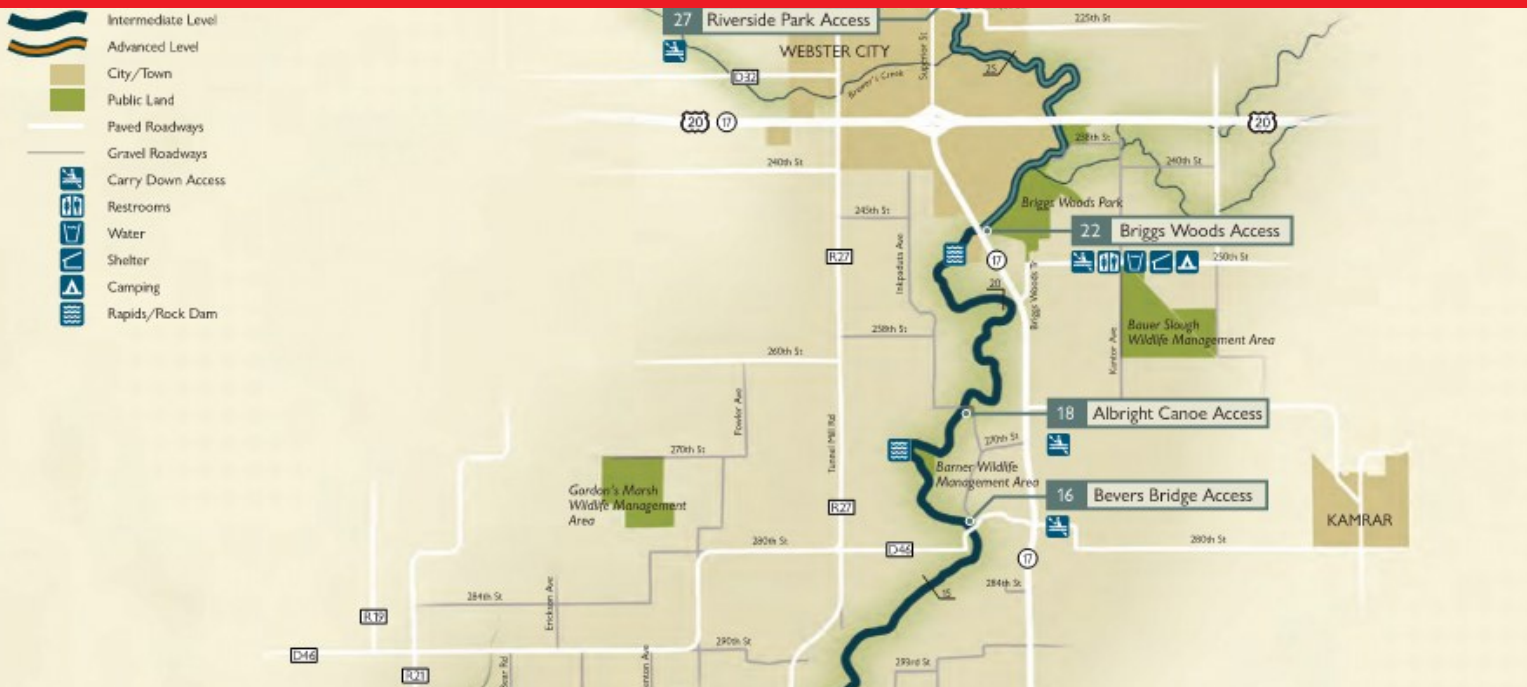 Intermediate Level
Advanced Level
City/Town
Public Land
Paved Roadways
Gravel Roadways
Carry Down Access
Restrooms
Water
Shelter
Camping
Rapids/Rock Dam
27 Riverside Park Access
WEBSTER CITY
225th St
Superior St
25
D32
Brewer's Creek
20
17
20
238th St
240th St
240th St
Briggs Woods Park
245th St
22 Briggs Woods Access
Inkpaduta Ave
R27
17
250th St
20
Briggs Woods Tr
Bauer Slough
Wildlife Management Area
Kantor Ave
258th St
260th St
Fowler Ave
Tunnel Mill Rd
18 Albright Canoe Access
270th St
270th St
Barner Wildlife
Management Area
Gordon's Marsh
Wildlife Management
Area
16 Bevers Bridge Access
R27
KAMRAR
280th St
D46
280th St
17
284th St
15
284th St
Erickson Ave
R19
290th St
D46
293rd St
R21